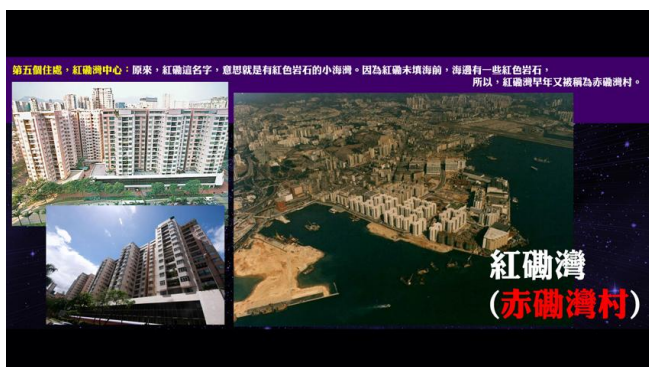 第五個住處，紅磡灣中心：原來，紅磡這名字，意思就是有紅色岩石的小海灣。因為紅磡未填海前，海邊有一些紅色岩石，
所以，紅磡灣早年又被稱為赤磡灣村。
紅磡灣
(赤磡灣村)